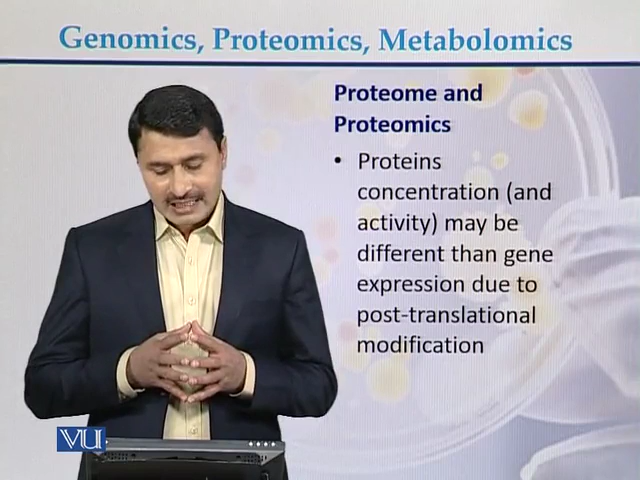 Genomics, Proteomics, Metabolomics
Proteome and
Proteomics
• Proteins
concentration (and
activity) may be
different than gene
expression due to
post-translational
modification
VU